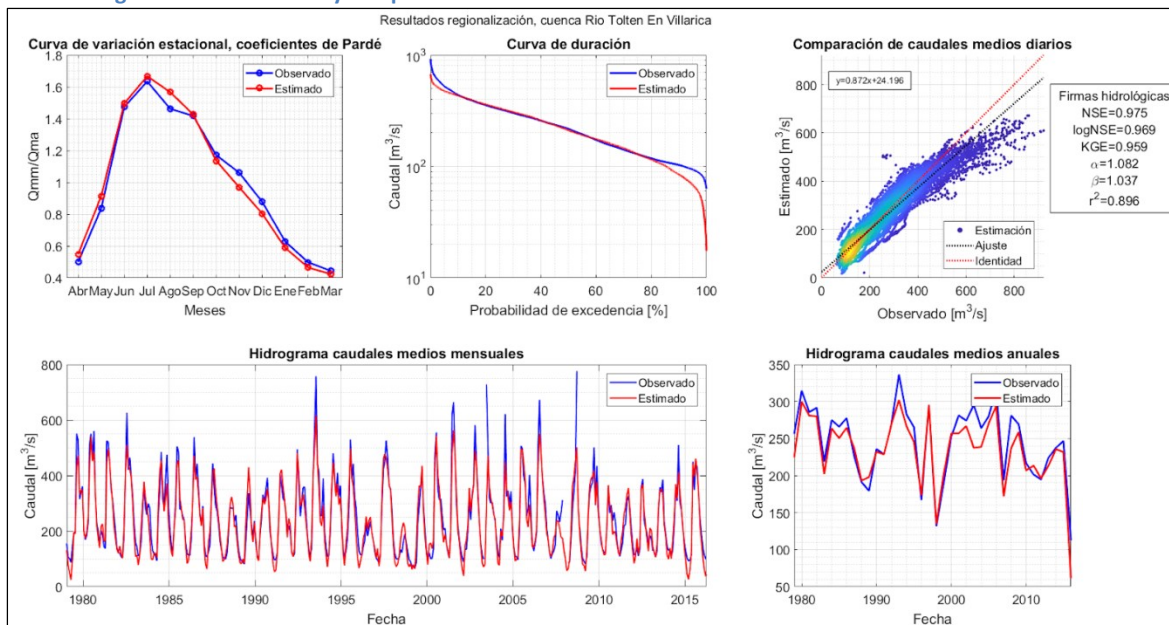 Resultados regionalización, cuenca Rio Tolten En Villarica
Curva de variación estacional, coeficientes de Pardé
1.8
1.6
1.4
1.2
1
0.8
0.6
0.4
Qmm/Qma
Observado
Estimado
Abr May Jun Jul Ago Sep Oct Nov Dic Ene Feb Mar
Meses
Curva de duración
10³
10²
10¹
Caudal [m³/s]
Observado
Estimado
0 20 40 60 80 100
Probabilidad de excedencia [%]
Comparación de caudales medios diarios
y=0.872x+24.196
800
600
400
200
0
Estimado [m³/s]
Estimación
Ajuste
Identidad
0 200 400 600 800
Observado [m³/s]
Firmas hidrológicas
NSE=0.975
logNSE=0.969
KGE=0.959
α=1.082
β=1.037
r²=0.896
Hidrograma caudales medios mensuales
800
600
400
200
0
Caudal [m³/s]
Observado
Estimado
1980 1985 1990 1995 2000 2005 2010 2015
Fecha
Hidrograma caudales medios anuales
350
300
250
200
150
100
50
Caudal [m³/s]
Observado
Estimado
1980 1990 2000 2010
Fecha